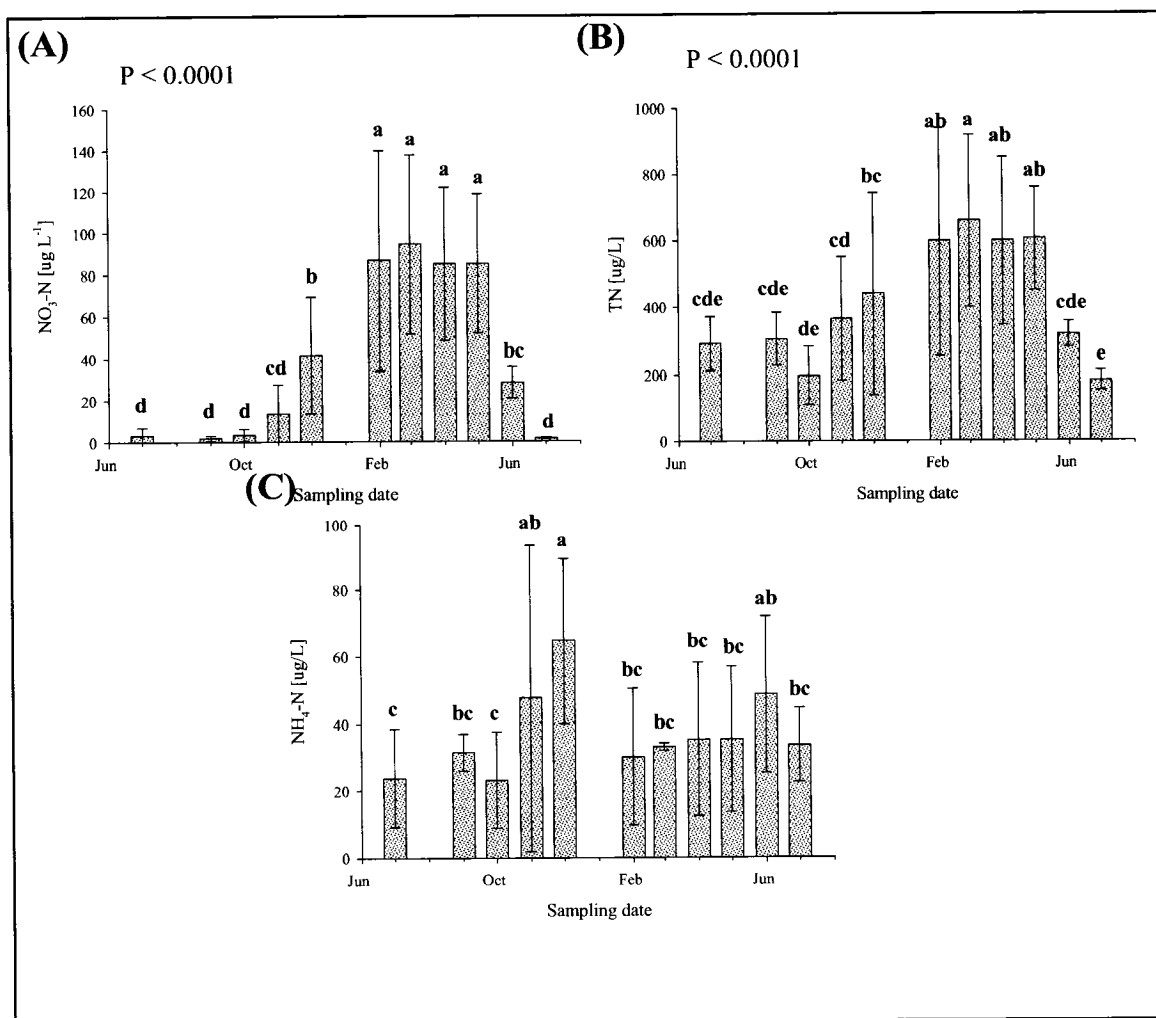 (A)
P < 0.0001
NO₃-N [ug L⁻¹]
160
140
120
100
80
60
40
20
0
d
d
d
cd
b
a
a
a
a
bc
d
Jun
Oct
Feb
Jun
Sampling date
(B)
P < 0.0001
TN [ug/L]
1000
800
600
400
200
0
cde
cde
de
cd
bc
ab
a
ab
ab
cde
e
Jun
Oct
Feb
Jun
Sampling date
(C)
NH₄-N [ug/L]
100
80
60
40
20
0
c
bc
c
ab
a
bc
bc
bc
bc
ab
bc
Jun
Oct
Feb
Jun
Sampling date